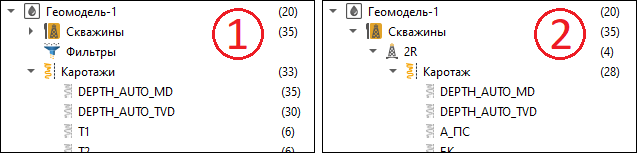 Геомодель-1 (20)
Скважины (35)
Фильтры
Каротажи (33)
DEPTH_AUTO_MD (35)
DEPTH_AUTO_TVD (30)
T1 (6)
T2 (6)
1
Геомодель-1 (20)
Скважины (35)
2R (4)
Каротаж (28)
DEPTH_AUTO_MD
DEPTH_AUTO_TVD
А_ПС
БК
2